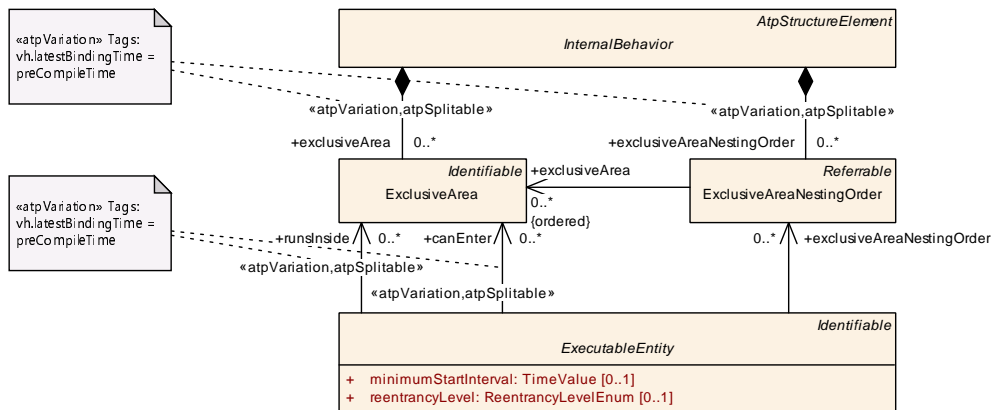 AtpStructureElement
InternalBehavior
«atpVariation» Tags:
vh.latestBindingTime =
preCompileTime
«atpVariation,atpSplitable»
«atpVariation,atpSplitable»
+exclusiveArea
0..*
+exclusiveAreaNestingOrder
0..*
Identifiable
ExclusiveArea
+exclusiveArea
0..*
{ordered}
Referrable
ExclusiveAreaNestingOrder
«atpVariation» Tags:
vh.latestBindingTime =
preCompileTime
+runsInside
0..*
+canEnter
0..*
0..*
+exclusiveAreaNestingOrder
«atpVariation,atpSplitable»
«atpVariation,atpSplitable»
Identifiable
ExecutableEntity
+ minimumStartInterval: TimeValue [0..1]
+ reentrancyLevel: ReentrancyLevelEnum [0..1]